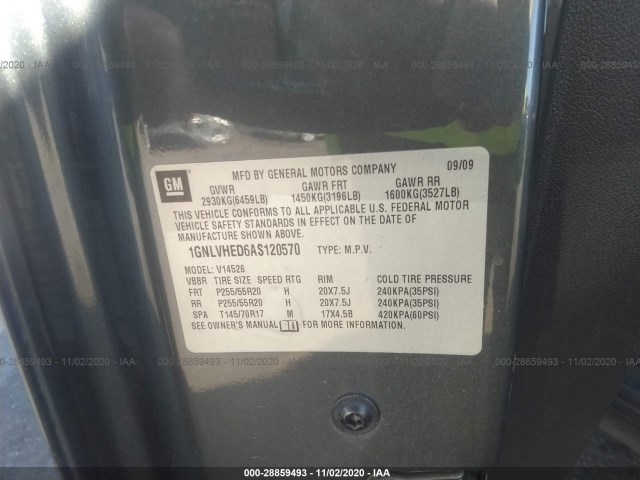 000-28859493 - 11/02/2020 - IAA
GM
MFD BY GENERAL MOTORS COMPANY 09/09
GVWR GAWR FRT GAWR RR
2930KG(6459LB) 1450KG(3196LB) 1600KG(3527LB)
THIS VEHICLE CONFORMS TO ALL APPLICABLE U.S. FEDERAL MOTOR
VEHICLE SAFETY STANDARDS IN EFFECT ON THE DATE OF
MANUFACTURE SHOWN ABOVE.
1GNLVHED6AS120570 TYPE: M.P.V.
MODEL: V14526
VBBR TIRE SIZE SPEED RTG RIM COLD TIRE PRESSURE
FRT P255/55R20 H 20X7.5J 240KPA(35PSI)
RR P255/55R20 H 20X7.5J 240KPA(35PSI)
SPA T145/70R17 M 17X4.5B 420KPA(60PSI)
SEE OWNER'S MANUAL FOR MORE INFORMATION.
000-28859493 - 11/02/2020 - IAA